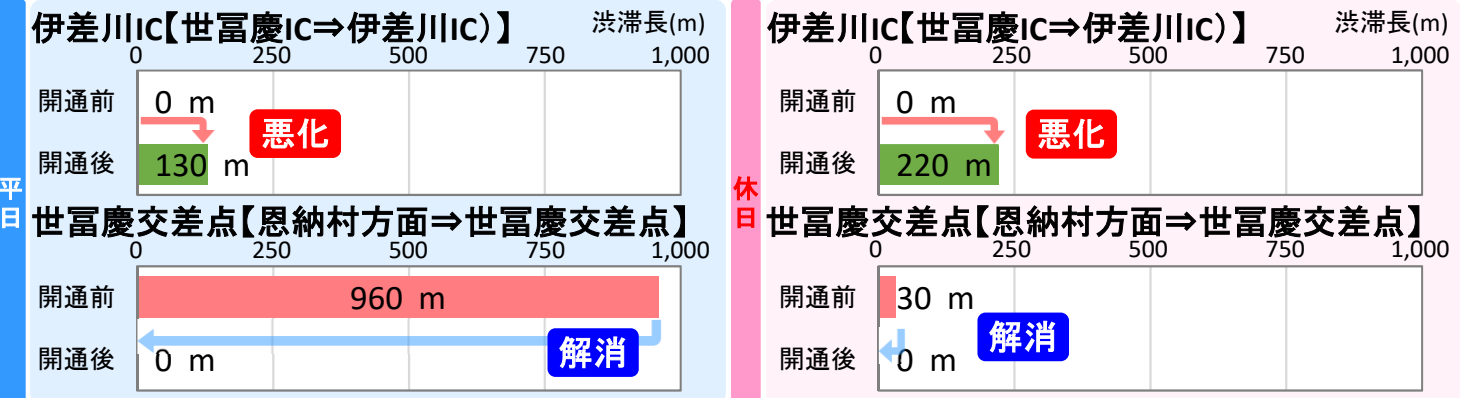 平日
伊差川IC【世冨慶IC⇒伊差川IC）】 渋滞長(m)
0 250 500 750 1,000
開通前 0 m
悪化
開通後 130 m
世冨慶交差点【恩納村方面⇒世冨慶交差点】
0 250 500 750 1,000
開通前 960 m
解消
開通後 0 m
休日
伊差川IC【世冨慶IC⇒伊差川IC）】 渋滞長(m)
0 250 500 750 1,000
開通前 0 m
悪化
開通後 220 m
世冨慶交差点【恩納村方面⇒世冨慶交差点】
0 250 500 750 1,000
開通前 30 m
解消
開通後 0 m